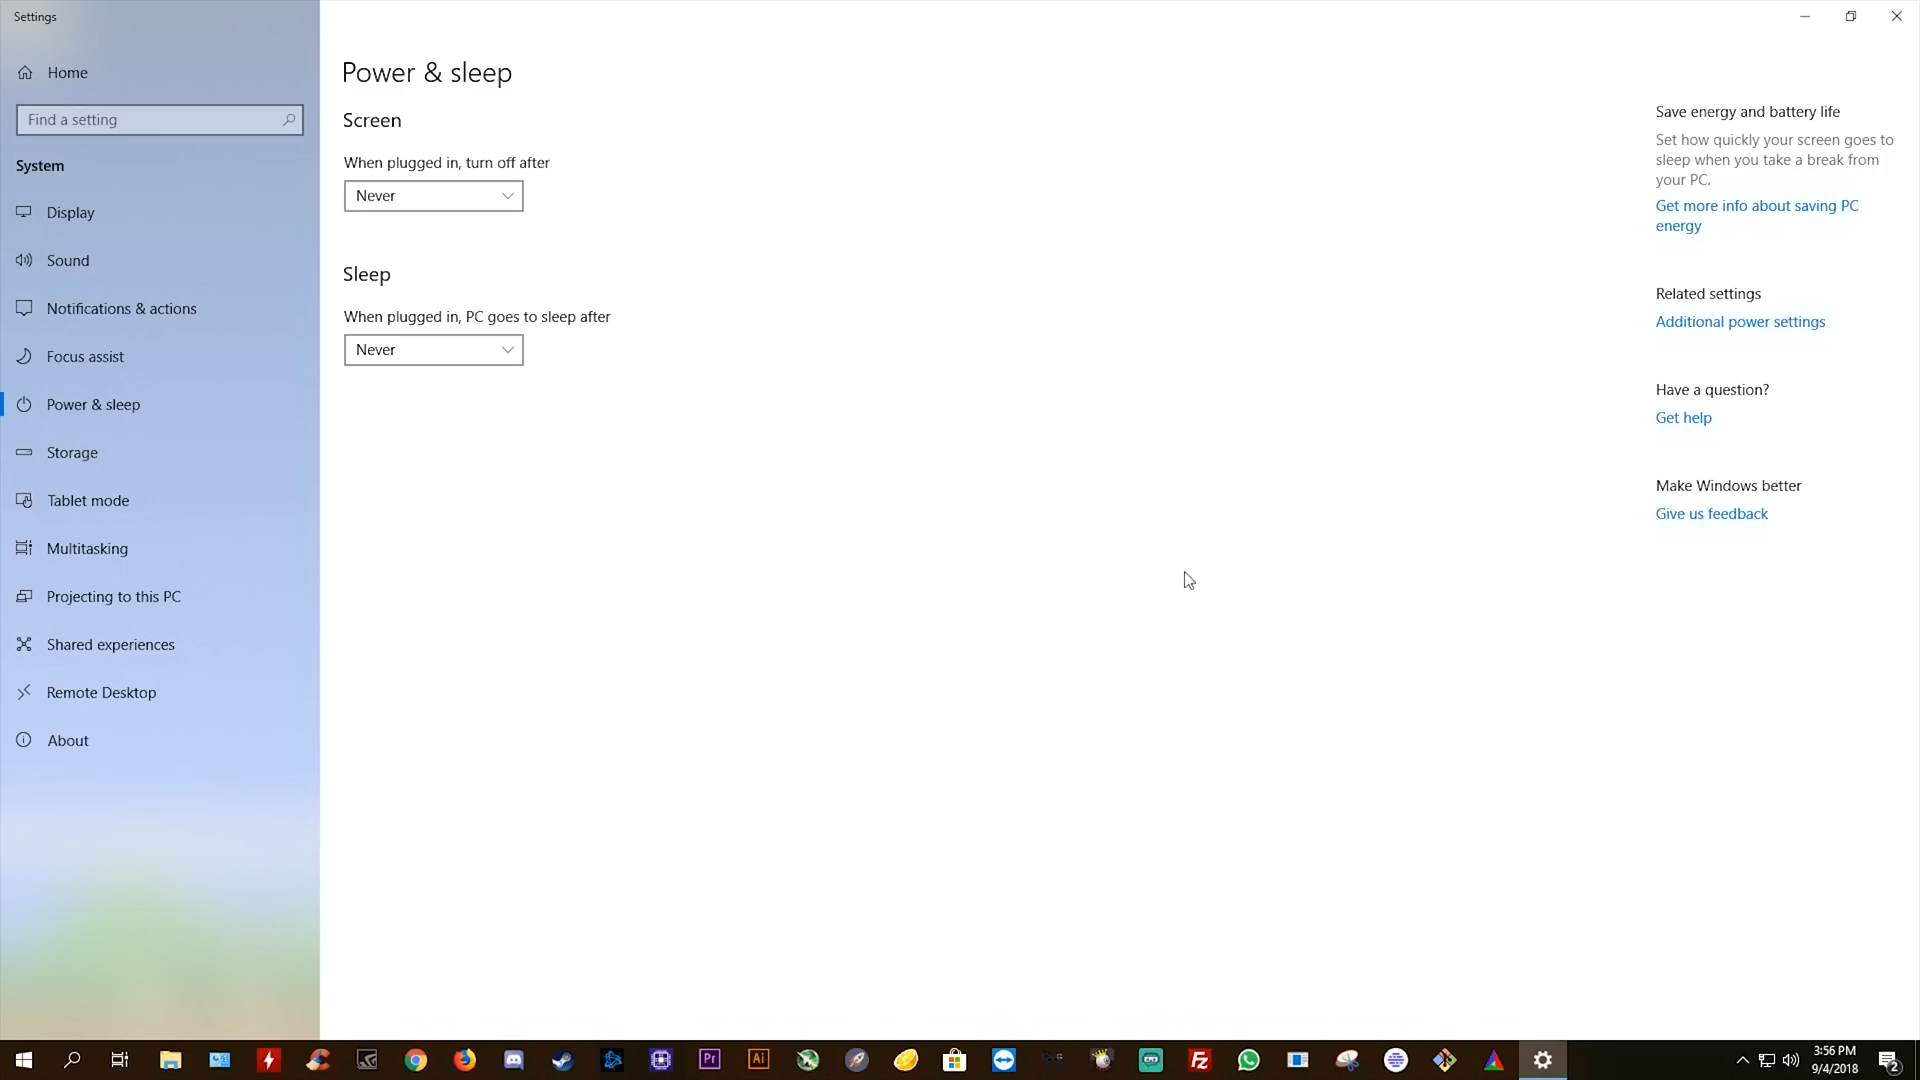 Settings
Home
Find a setting
System
Display
Sound
Notifications & actions
Focus assist
Power & sleep
Storage
Tablet mode
Multitasking
Projecting to this PC
Shared experiences
Remote Desktop
About
Power & sleep
Screen
When plugged in, turn off after
Never
Sleep
When plugged in, PC goes to sleep after
Never
Save energy and battery life
Set how quickly your screen goes to
sleep when you take a break from
your PC.
Get more info about saving PC
energy
Related settings
Additional power settings
Have a question?
Get help
Make Windows better
Give us feedback
Pr
Ai
FZ
3:56 PM
9/4/2018
2